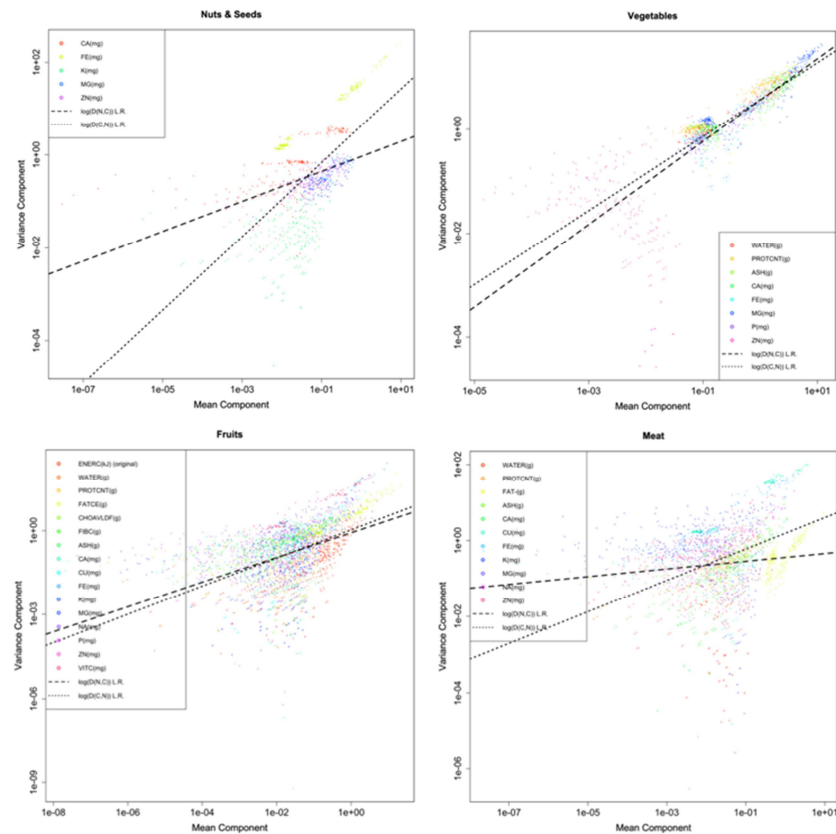 Nuts & Seeds
CA(mg)
FE(mg)
K(mg)
MG(mg)
ZN(mg)
log(D(N,C)) L.R.
log(D(C,N)) L.R.
Variance Component
1e+02
1e+00
1e-02
1e-04
1e-07
1e-05
1e-03
1e-01
1e+01
Mean Component
Vegetables
WATER(g)
PROTCNT(g)
ASH(g)
CA(mg)
FE(mg)
MG(mg)
P(mg)
ZN(mg)
log(D(N,C)) L.R.
log(D(C,N)) L.R.
Variance Component
1e+00
1e-02
1e-04
1e-05
1e-03
1e-01
1e+01
Mean Component
Fruits
ENERC(kJ) (original)
WATER(g)
PROTCNT(g)
FATCE(g)
CHOAVLDF(g)
FIBC(g)
ASH(g)
CA(mg)
CU(mg)
FE(mg)
K(mg)
MG(mg)
NA(mg)
P(mg)
ZN(mg)
VITC(mg)
log(D(N,C)) L.R.
log(D(C,N)) L.R.
Variance Component
1e+00
1e-03
1e-06
1e-09
1e-08
1e-06
1e-04
1e-02
1e+00
Mean Component
Meat
WATER(g)
PROTCNT(g)
FAT-(g)
ASH(g)
CA(mg)
CU(mg)
FE(mg)
K(mg)
MG(mg)
NA(mg)
ZN(mg)
log(D(N,C)) L.R.
log(D(C,N)) L.R.
Variance Component
1e+02
1e+00
1e-02
1e-04
1e-06
1e-07
1e-05
1e-03
1e-01
1e+01
Mean Component